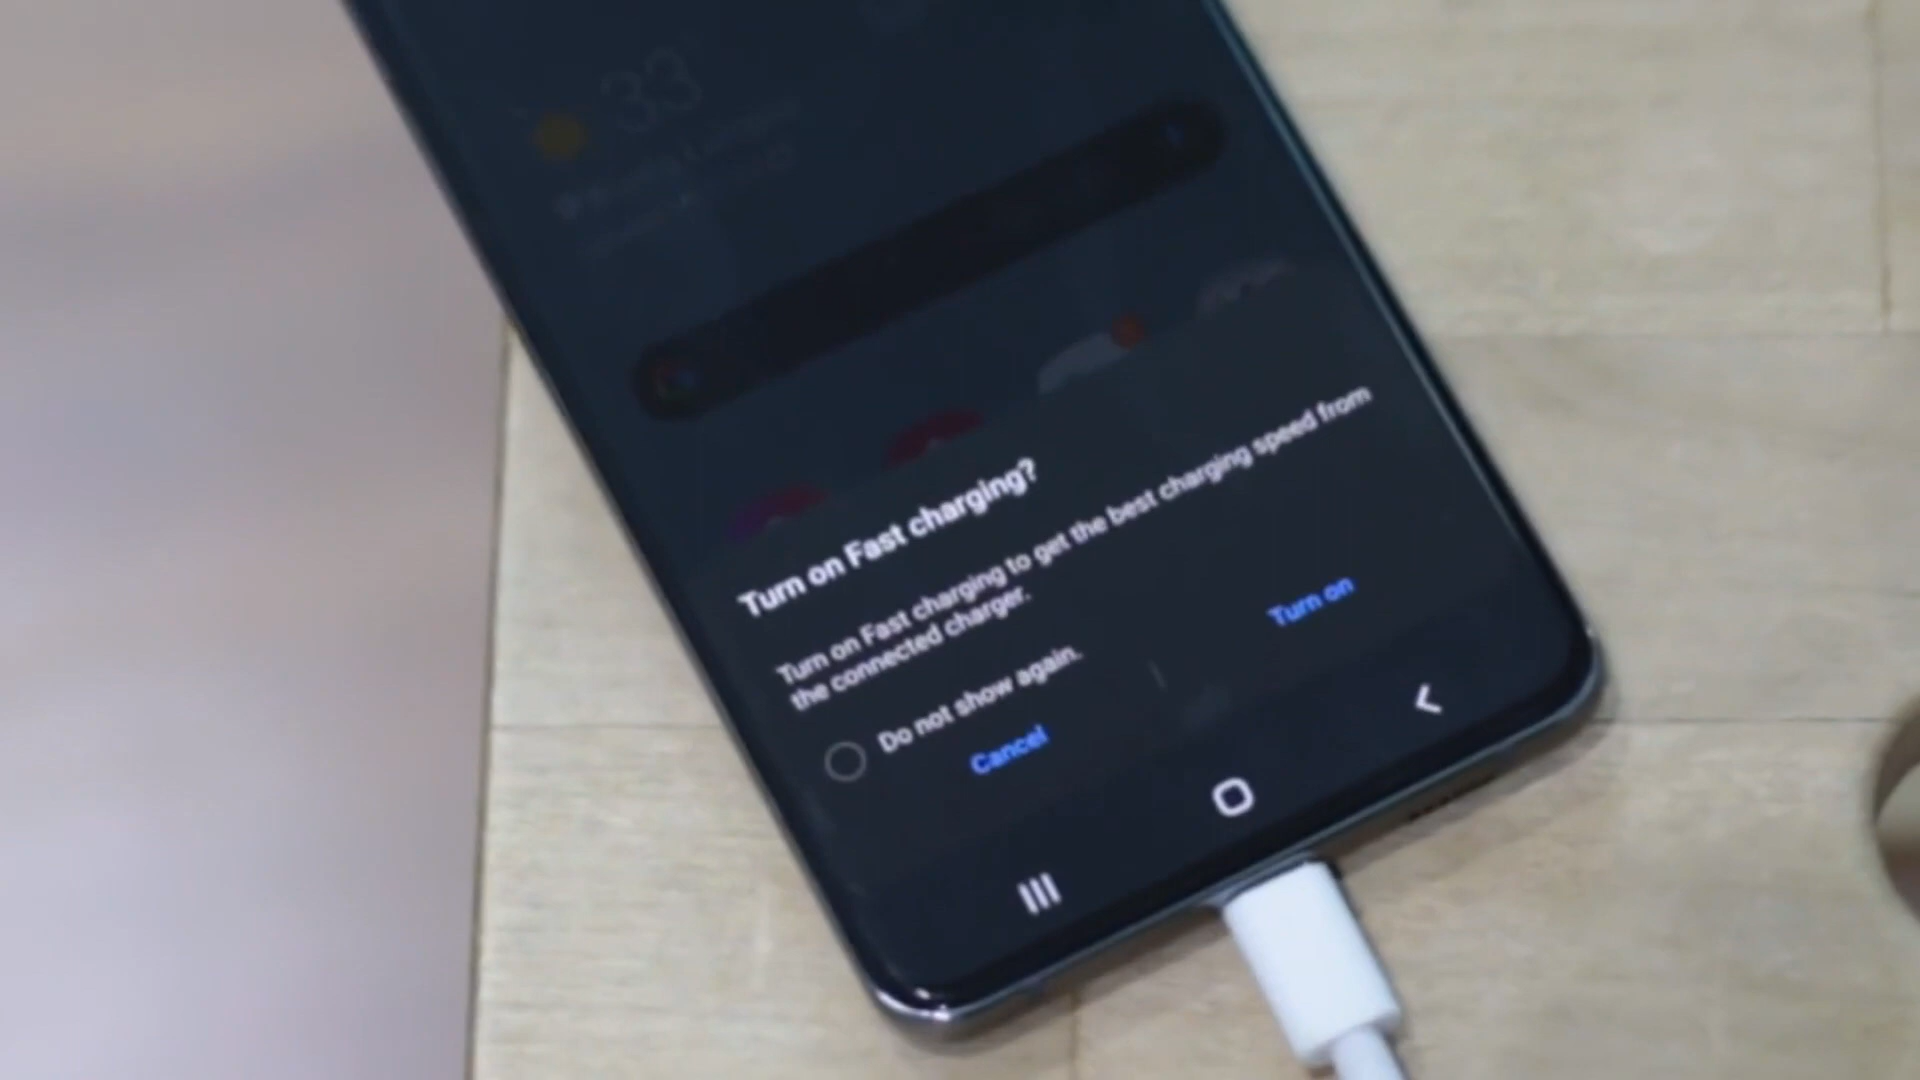 33
Turn on Fast charging?
Turn on Fast charging to get the best charging speed from
the connected charger.
Do not show again.
Cancel
Turn on